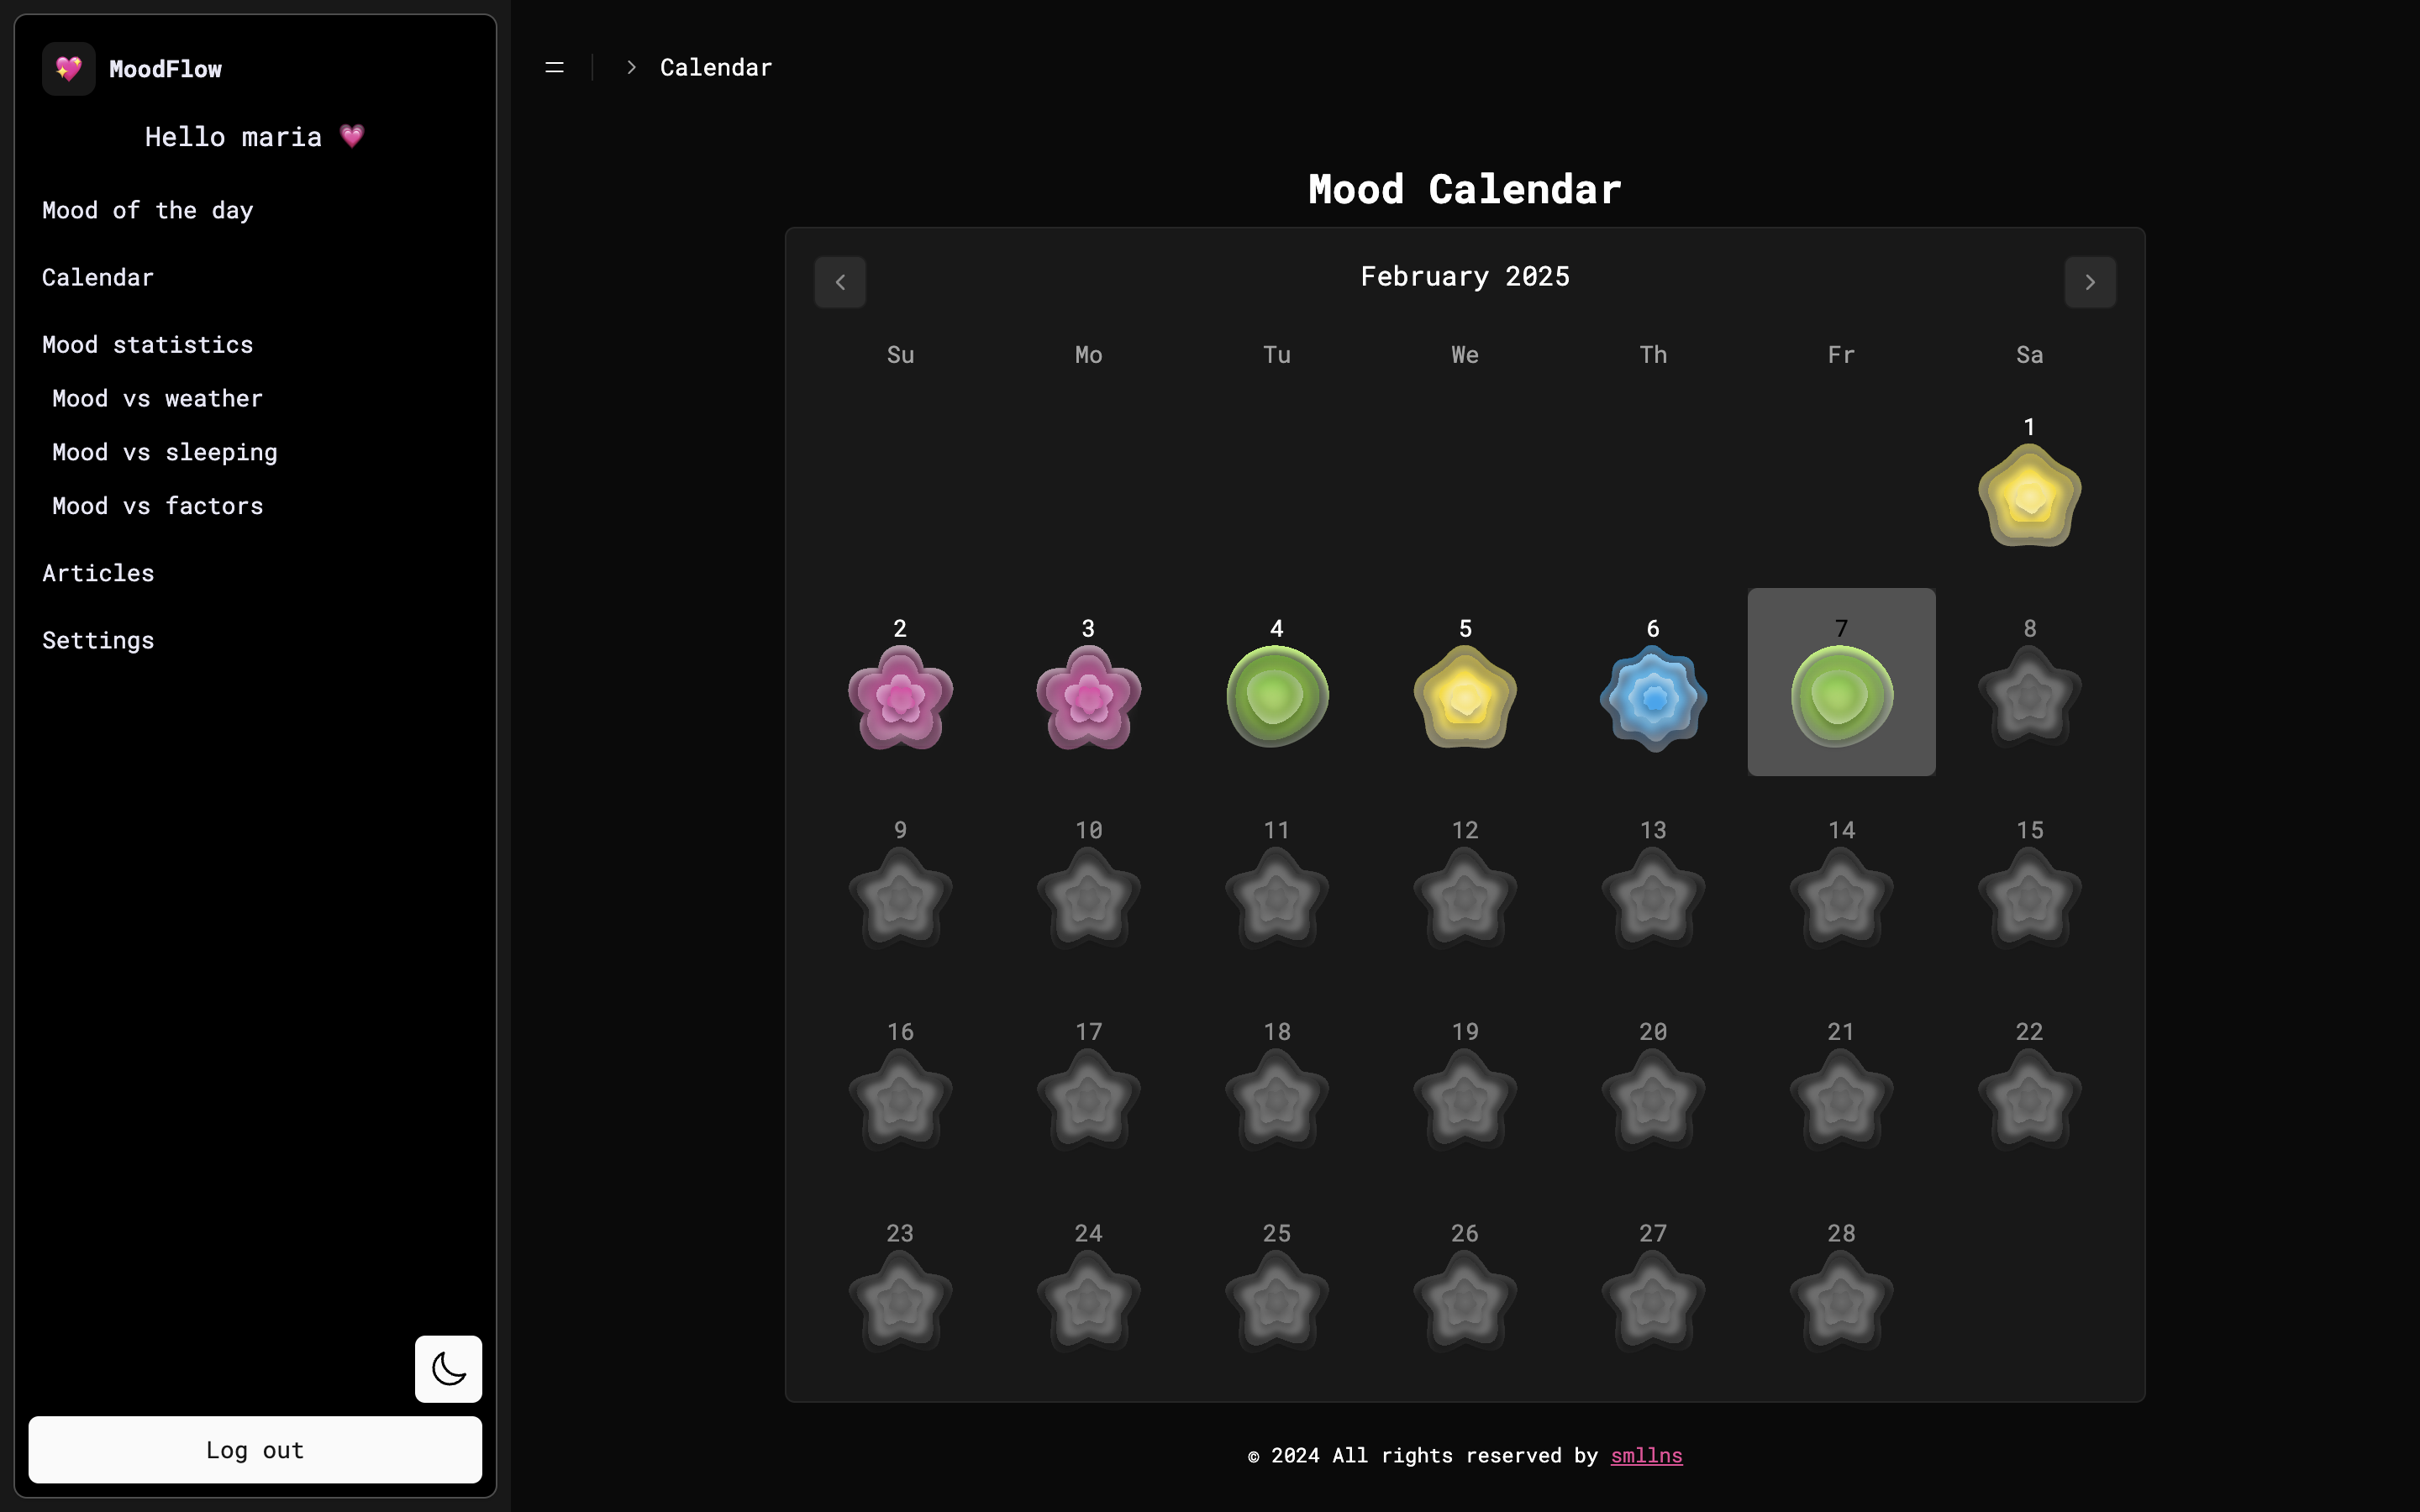 MoodFlow
Hello maria 💗
Mood of the day
Calendar
Mood statistics
Mood vs weather
Mood vs sleeping
Mood vs factors
Articles
Settings
Log out
Calendar
Mood Calendar
February 2025
Su Mo Tu We Th Fr Sa
1
2 3 4 5 6 7 8
9 10 11 12 13 14 15
16 17 18 19 20 21 22
23 24 25 26 27 28
© 2024 All rights reserved by smllns